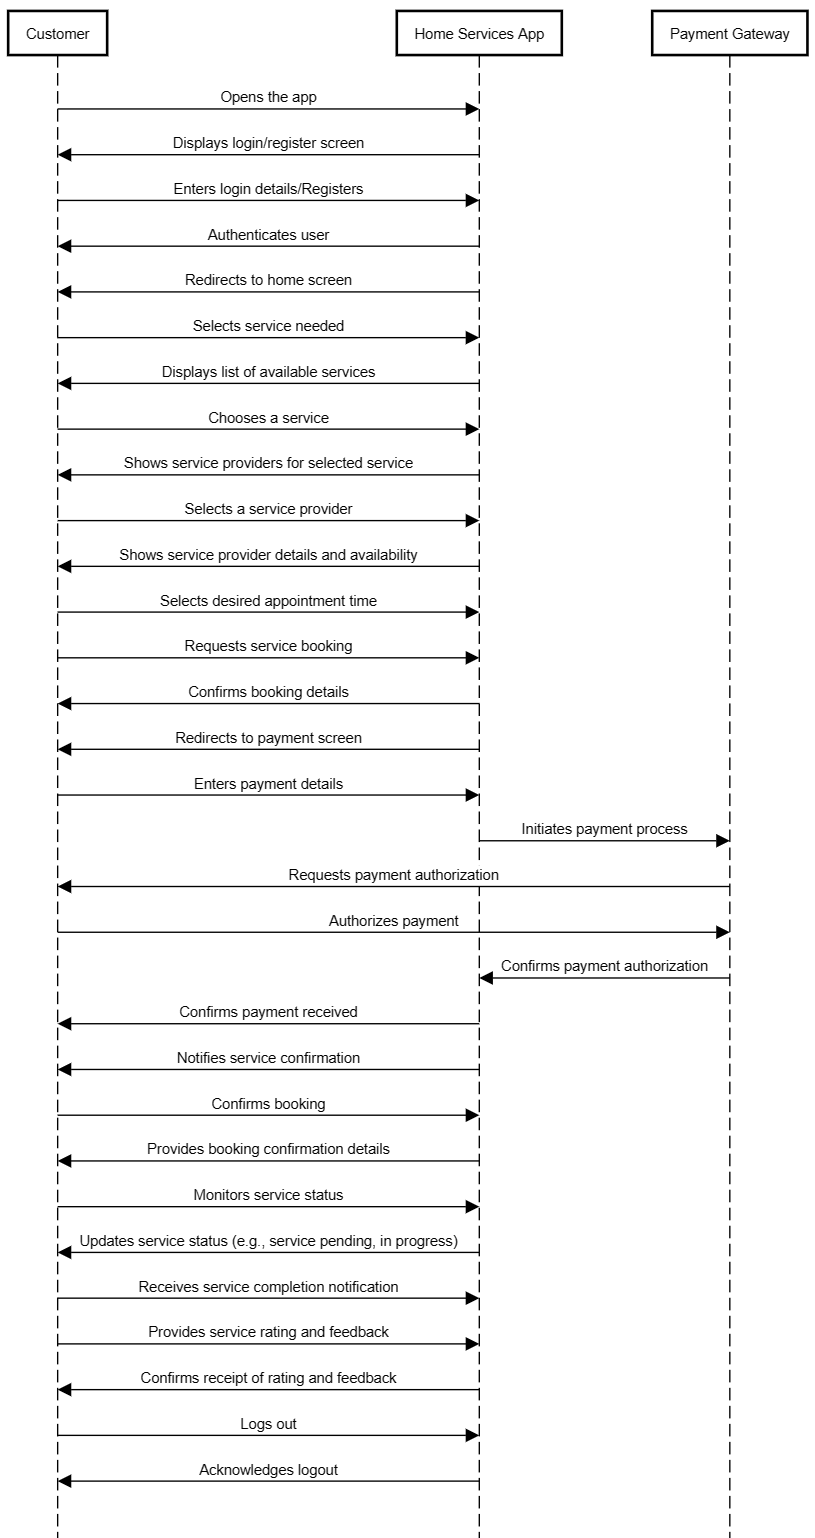 Customer
Home Services App
Payment Gateway
Opens the app
Displays login/register screen
Enters login details/Registers
Authenticates user
Redirects to home screen
Selects service needed
Displays list of available services
Chooses a service
Shows service providers for selected service
Selects a service provider
Shows service provider details and availability
Selects desired appointment time
Requests service booking
Confirms booking details
Redirects to payment screen
Enters payment details
Initiates payment process
Requests payment authorization
Authorizes payment
Confirms payment authorization
Confirms payment received
Notifies service confirmation
Confirms booking
Provides booking confirmation details
Monitors service status
Updates service status (e.g., service pending, in progress)
Receives service completion notification
Provides service rating and feedback
Confirms receipt of rating and feedback
Logs out
Acknowledges logout